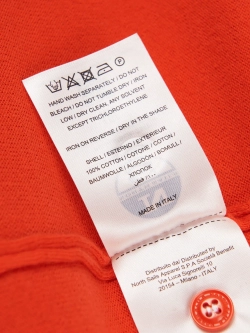 HAND WASH SEPARATELY / DO NOT
BLEACH / DO NOT TUMBLE DRY / IRON
LOW / DRY CLEAN, ANY SOLVENT
EXCEPT TRICHLOROETHYLENE
IRON ON REVERSE / DRY IN THE SHADE
SHELL / ESTERNO / EXTERIEUR
100% COTTON / COTONE / COTON /
BAUMWOLLE / ALGODON / BOMULL /
ХЛОПОК
MADE IN ITALY
Distribuito da/ Distributed by
North Sails Apparel S.P.A Società Benefit
Via Luca Signorelli 10
20154 – Milano - ITALY